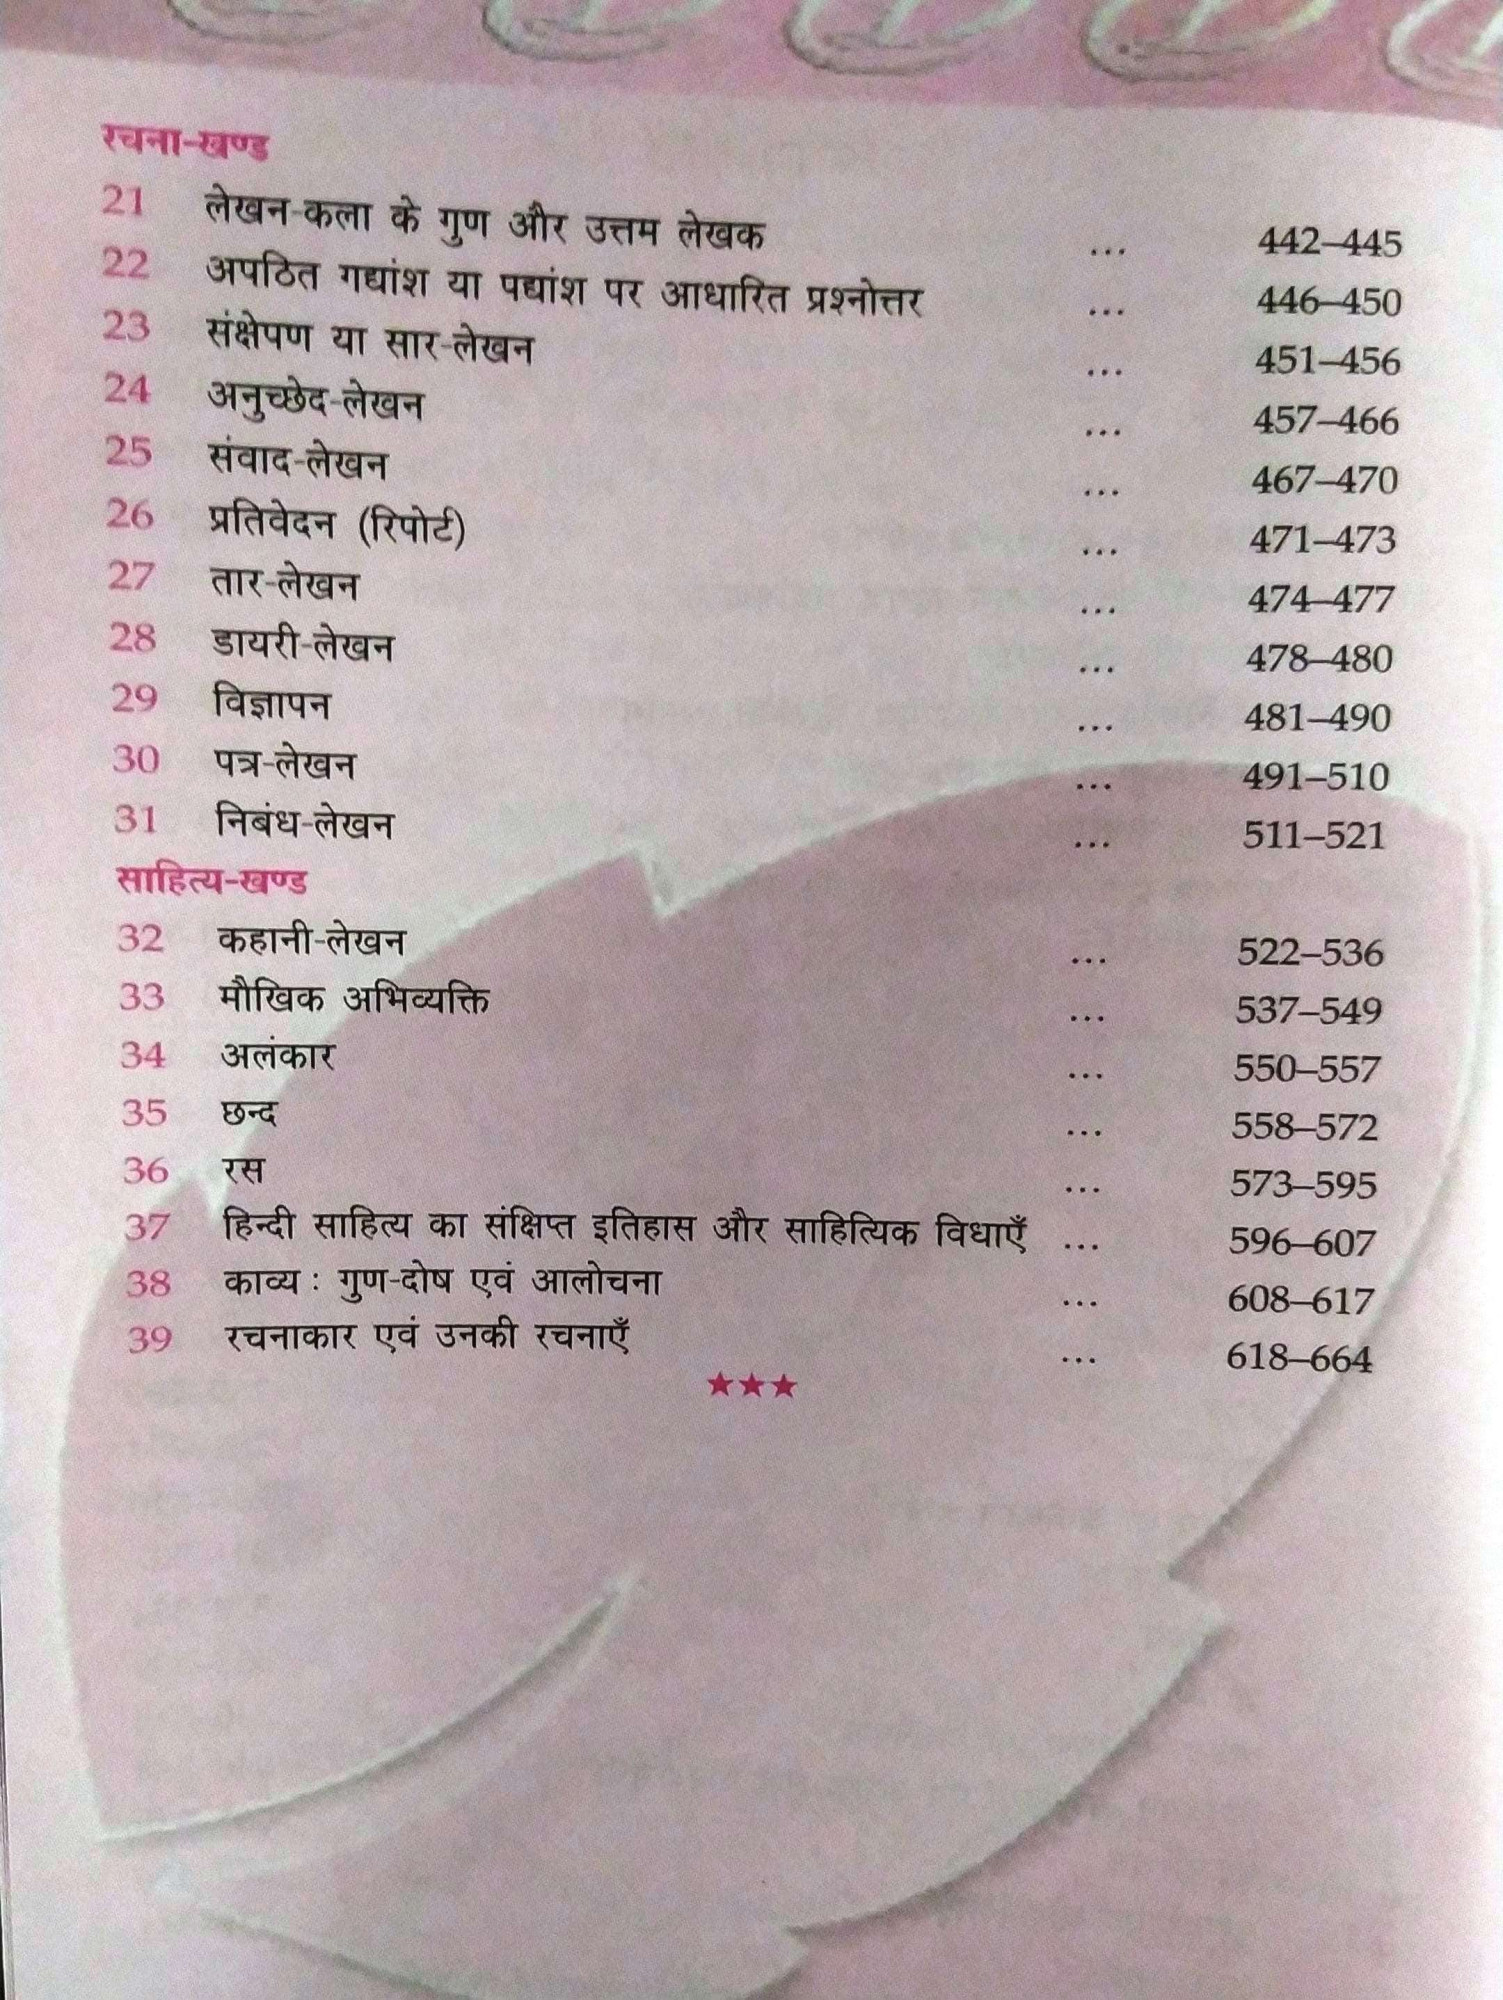 रचना-खण्ड
21 लेखन-कला के गुण और उत्तम लेखक ... 442–445
22 अपठित गद्यांश या पद्यांश पर आधारित प्रश्नोत्तर ... 446–450
23 संक्षेपण या सार-लेखन ... 451–456
24 अनुच्छेद-लेखन ... 457–466
25 संवाद-लेखन ... 467–470
26 प्रतिवेदन (रिपोर्ट) ... 471–473
27 तार-लेखन ... 474–477
28 डायरी-लेखन ... 478–480
29 विज्ञापन ... 481–490
30 पत्र-लेखन ... 491–510
31 निबंध-लेखन ... 511–521
साहित्य-खण्ड
32 कहानी-लेखन ... 522–536
33 मौखिक अभिव्यक्ति ... 537–549
34 अलंकार ... 550–557
35 छन्द ... 558–572
36 रस ... 573–595
37 हिन्दी साहित्य का संक्षिप्त इतिहास और साहित्यिक विधाएँ ... 596–607
38 काव्य : गुण-दोष एवं आलोचना ... 608–617
39 रचनाकार एवं उनकी रचनाएँ ... 618–664
★★★